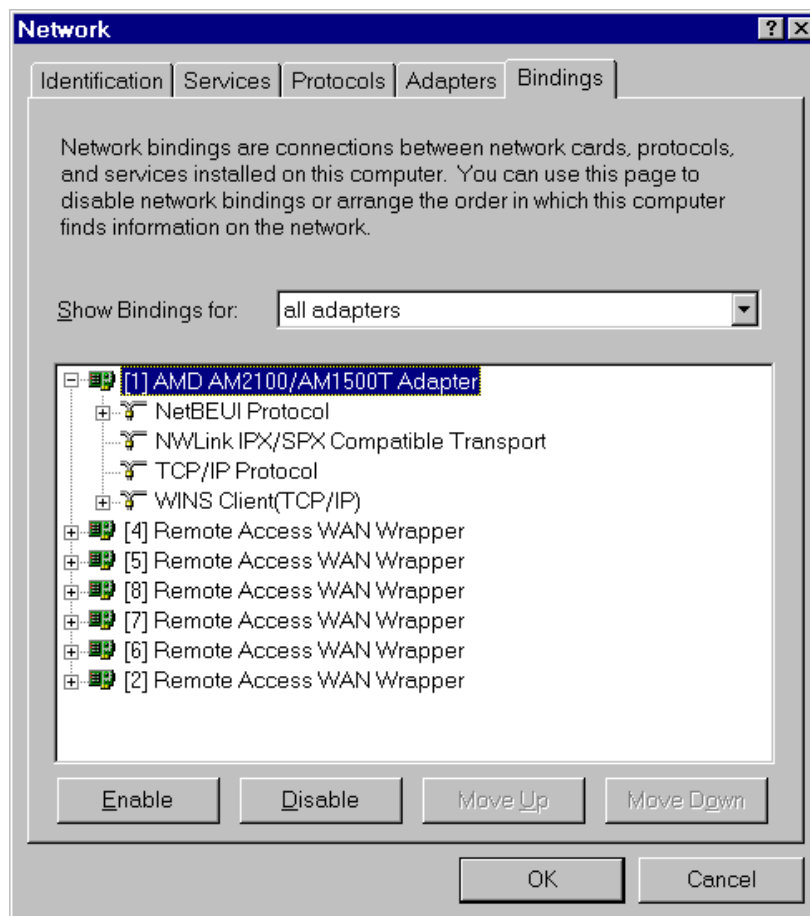 Network
Identification Services Protocols Adapters Bindings
Network bindings are connections between network cards, protocols,
and services installed on this computer. You can use this page to
disable network bindings or arrange the order in which this computer
finds information on the network.
Show Bindings for: all adapters
[1] AMD AM2100/AM1500T Adapter
NetBEUI Protocol
NWLink IPX/SPX Compatible Transport
TCP/IP Protocol
WINS Client(TCP/IP)
[4] Remote Access WAN Wrapper
[5] Remote Access WAN Wrapper
[8] Remote Access WAN Wrapper
[7] Remote Access WAN Wrapper
[6] Remote Access WAN Wrapper
[2] Remote Access WAN Wrapper
Enable Disable Move Up Move Down
OK Cancel